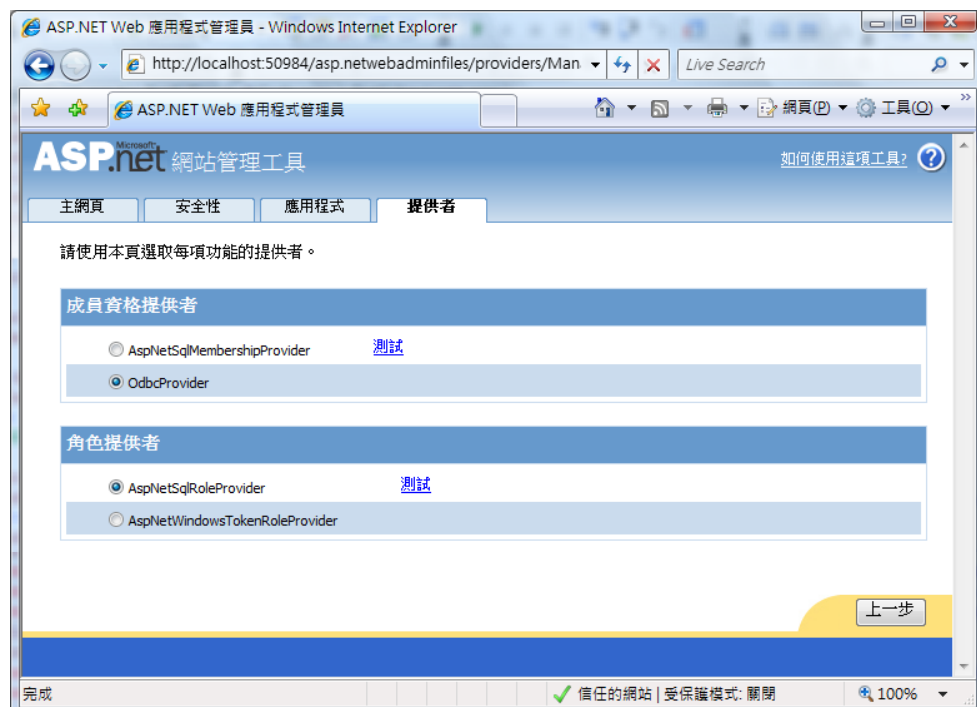 ASP.NET Web 應用程式管理員 - Windows Internet Explorer
http://localhost:50984/asp.netwebadminfiles/providers/Man
Live Search
ASP.NET Web 應用程式管理員
網頁(P)
工具(O)
Microsoft
ASP.net 網站管理工具
如何使用這項工具?
主網頁
安全性
應用程式
提供者
請使用本頁選取每項功能的提供者。
成員資格提供者
AspNetSqlMembershipProvider 測試
OdbcProvider
角色提供者
AspNetSqlRoleProvider 測試
AspNetWindowsTokenRoleProvider
上一步
完成
信任的網站 | 受保護模式: 關閉
100%